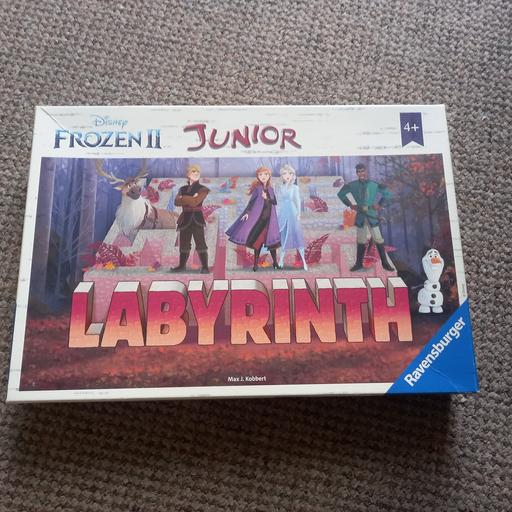 Disney
FROZEN II
JUNIOR
4+
LABYRINTH
Ravensburger
Max J. Kobbert